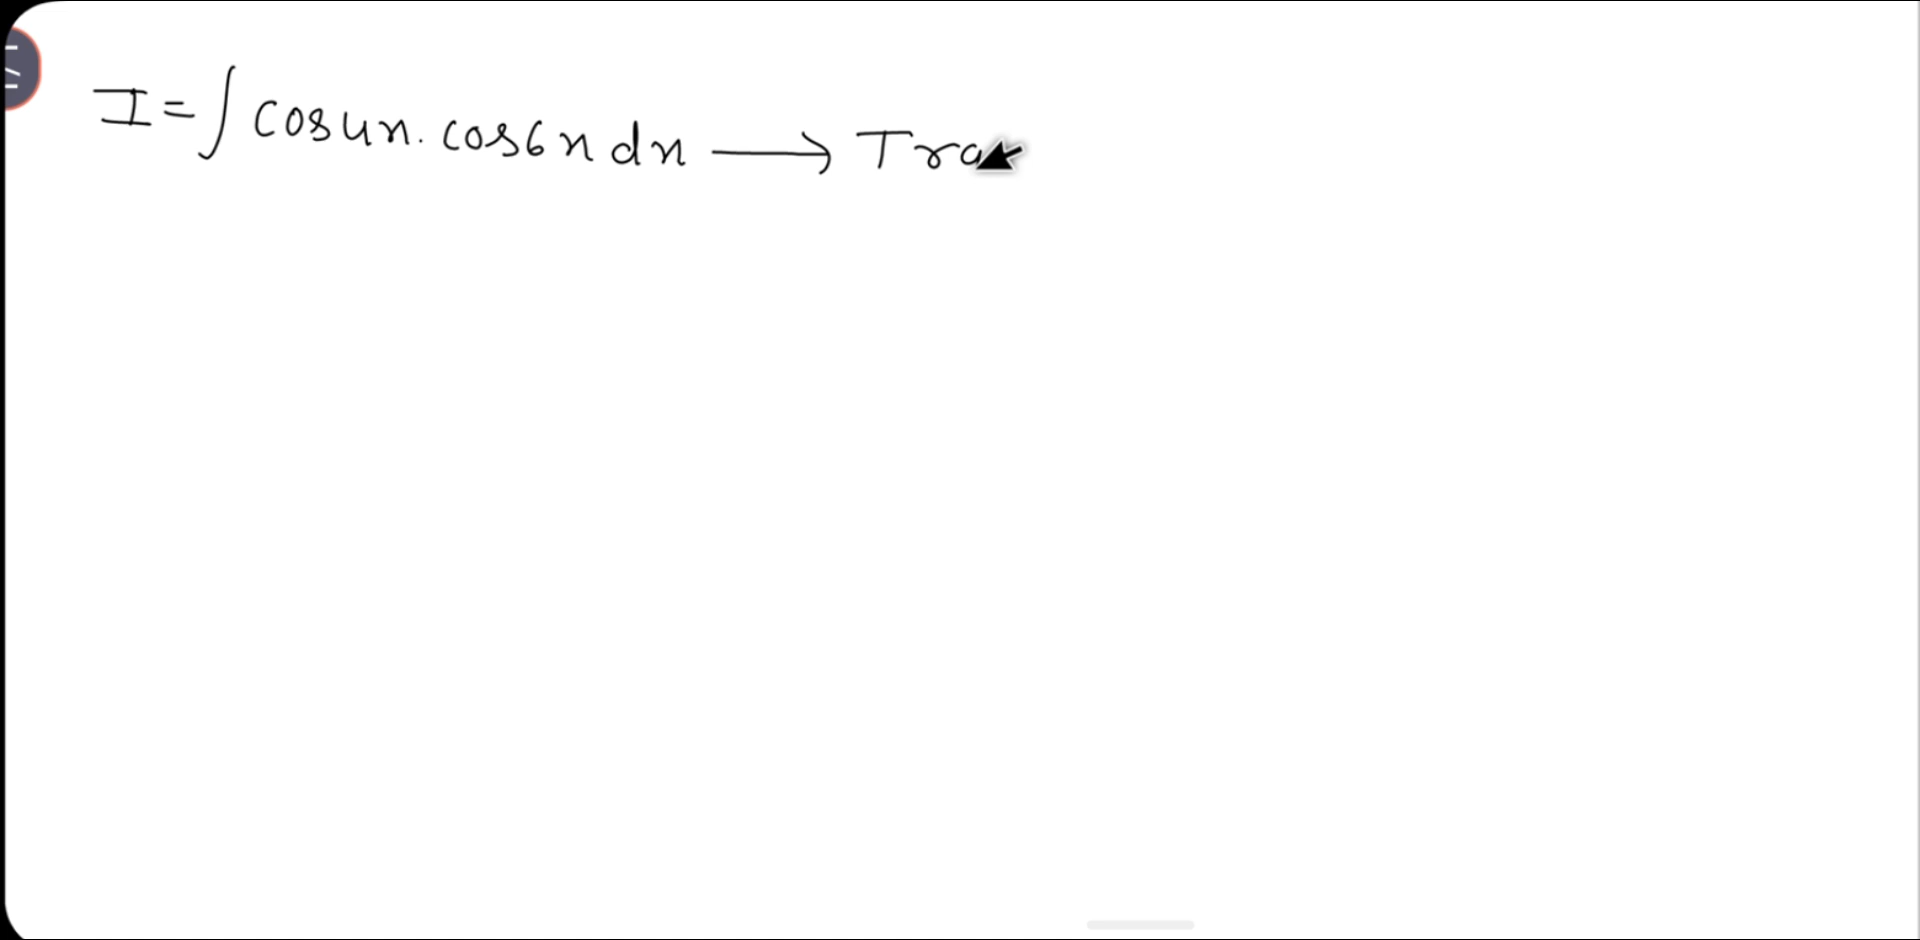 I = ∫ cos4x · cos6x dx ⟶ Tra